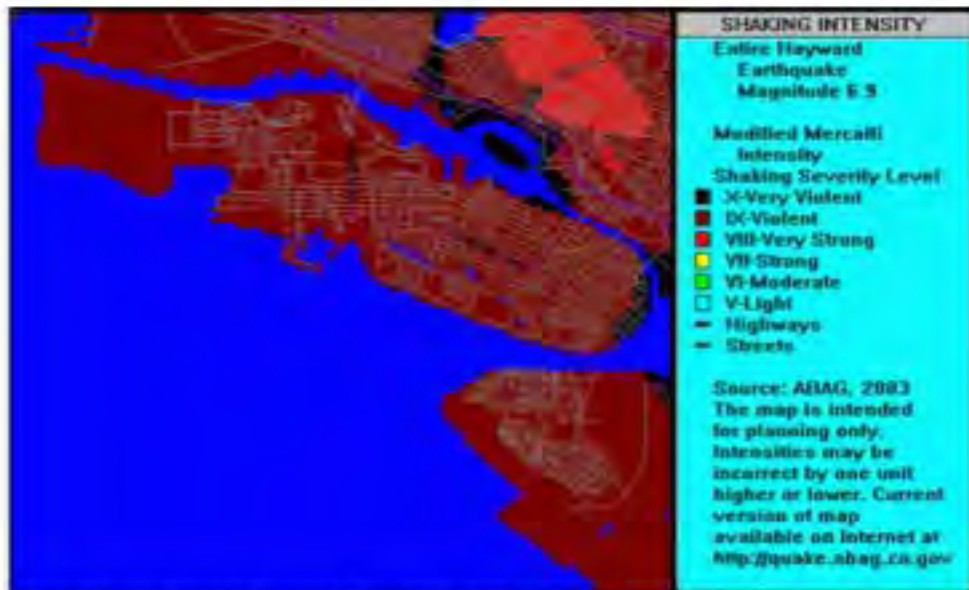 SHAKING INTENSITY
Entire Hayward
Earthquake
Magnitude 6.9
Modified Mercalli
Intensity
Shaking Severity Level
X-Very Violent
IX-Violent
VIII-Very Strong
VII-Strong
VI-Moderate
V-Light
Highways
Streets
Source: ABAG, 2003
The map is intended
for planning only.
Intensities may be
incorrect by one unit
higher or lower. Current
version of map
available on Internet at
http://quake.abag.ca.gov